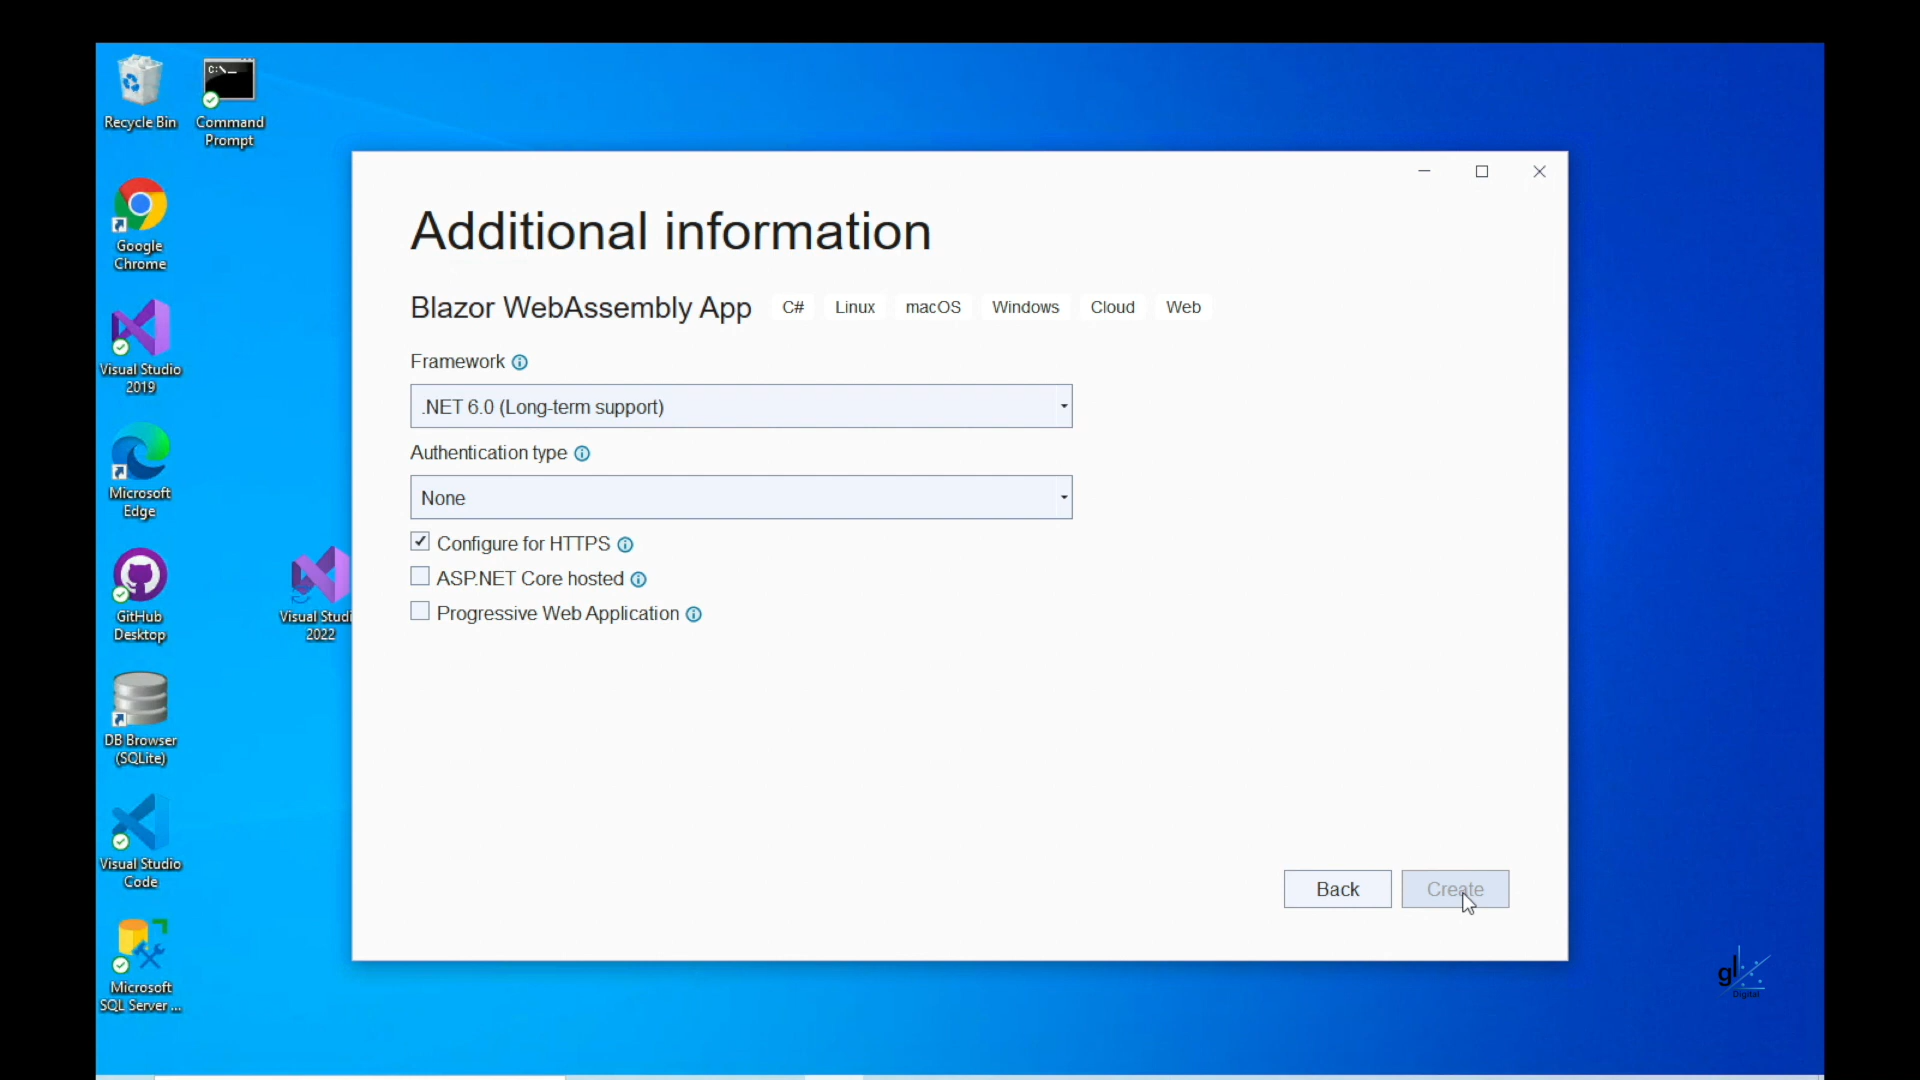 Recycle Bin
Command
Prompt
C:\_
Google
Chrome
Visual Studio
2019
Microsoft
Edge
GitHub
Desktop
Visual Studi
2022
DB Browser
(SQLite)
Visual Studio
Code
Microsoft
SQL Server ...
Additional information
Blazor WebAssembly App C# Linux macOS Windows Cloud Web
Framework
.NET 6.0 (Long-term support)
Authentication type
None
Configure for HTTPS
ASP.NET Core hosted
Progressive Web Application
Back Create
gl
Digital